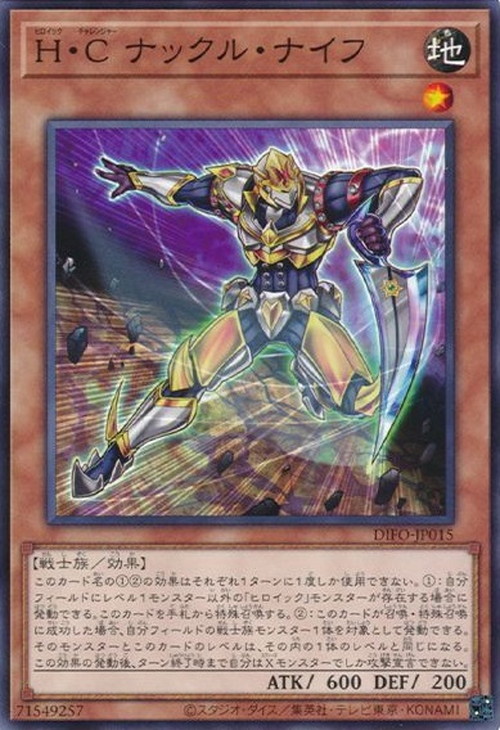 ヒロイック チャレンジャー
H・C ナックル・ナイフ
地
DIFO-JP015
【戦士族/効果】
このカード名の①②の効果はそれぞれ1ターンに1度しか使用できない。①:自分
フィールドにレベル1モンスター以外の「ヒロイック」モンスターが存在する場合に
発動できる。このカードを手札から特殊召喚する。②:このカードが召喚・特殊召喚
に成功した場合、自分フィールドの戦士族モンスター1体を対象として発動できる。
そのモンスターとこのカードのレベルは、その内の1体のレベルと同じになる。
この効果の発動後、ターン終了時まで自分はXモンスターでしか攻撃宣言できない。
ATK/ 600 DEF/ 200
71549257 ©スタジオ・ダイス/集英社・テレビ東京・KONAMI